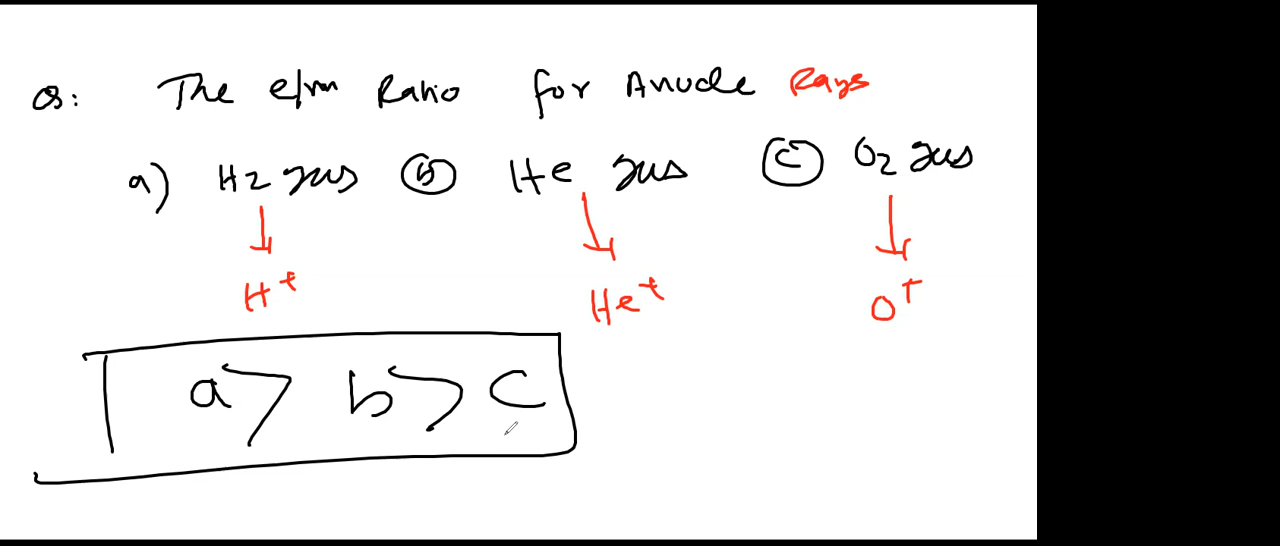 Q: The e/m Ratio for Anode Rays
a) H2 gas (b) He gas (c) O2 gas
H+ He+ O+
a > b > c